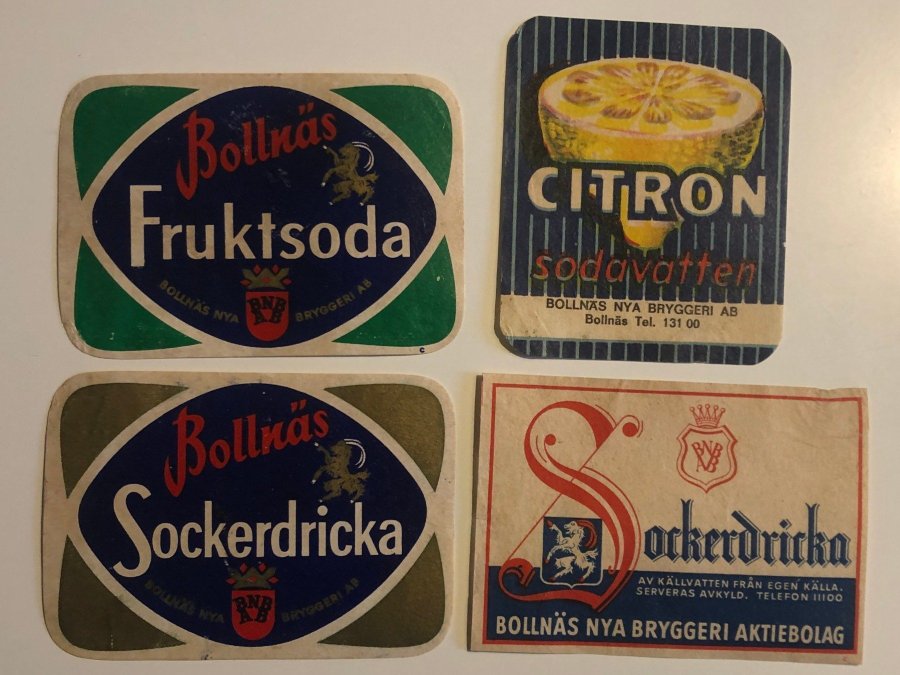 Bollnäs
Fruktsoda
BOLLNÄS NYA BRYGGERI AB
BNB
AB
c
CITRON
sodavatten
BOLLNÄS NYA BRYGGERI AB
Bollnäs Tel. 131 00
Bollnäs
Sockerdricka
BOLLNÄS NYA BRYGGERI AB
BNB
AB
BNB
AB
Sockerdricka
AV KÄLLVATTEN FRÅN EGEN KÄLLA.
SERVERAS AVKYLD. TELEFON 11100
BOLLNÄS NYA BRYGGERI AKTIEBOLAG